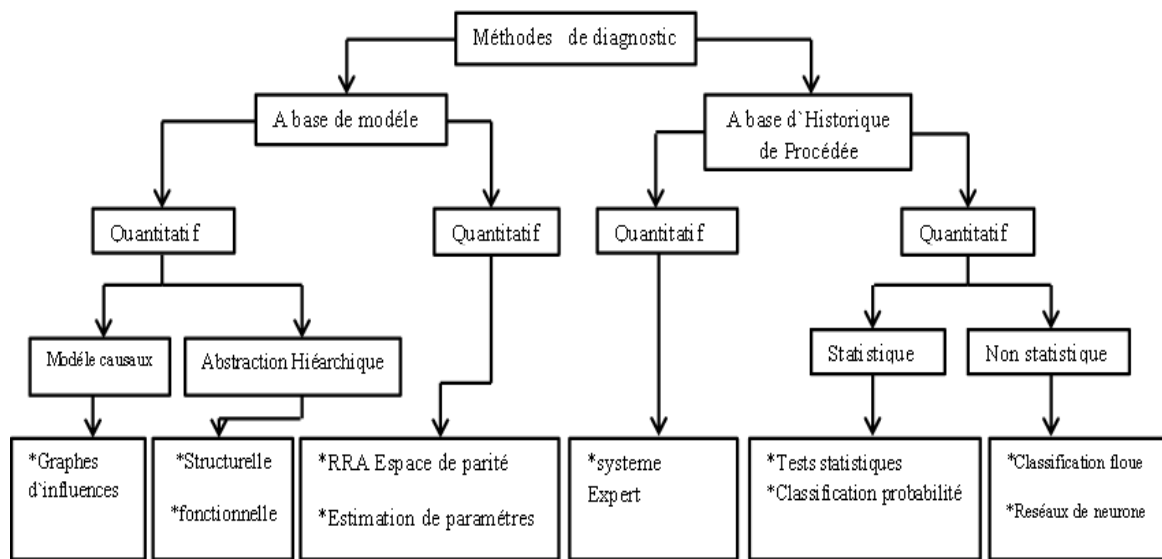 Méthodes de diagnostic
A base de modéle
A base d`Historique
de Procédée
Quantitatif
Quantitatif
Quantitatif
Quantitatif
Modéle causaux
Abstraction Hiéarchique
Statistique
Non statistique
*Graphes
d`influences
*Structurelle
*fonctionnelle
*RRA Espace de parité
*Estimation de paramétres
*systeme
Expert
*Tests statistiques
*Classification probabilité
*Classification floue
*Reséaux de neurone